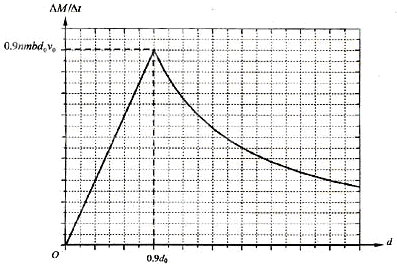 ΔM/Δt
0.9nmbd₀v₀
O
0.9d₀
d